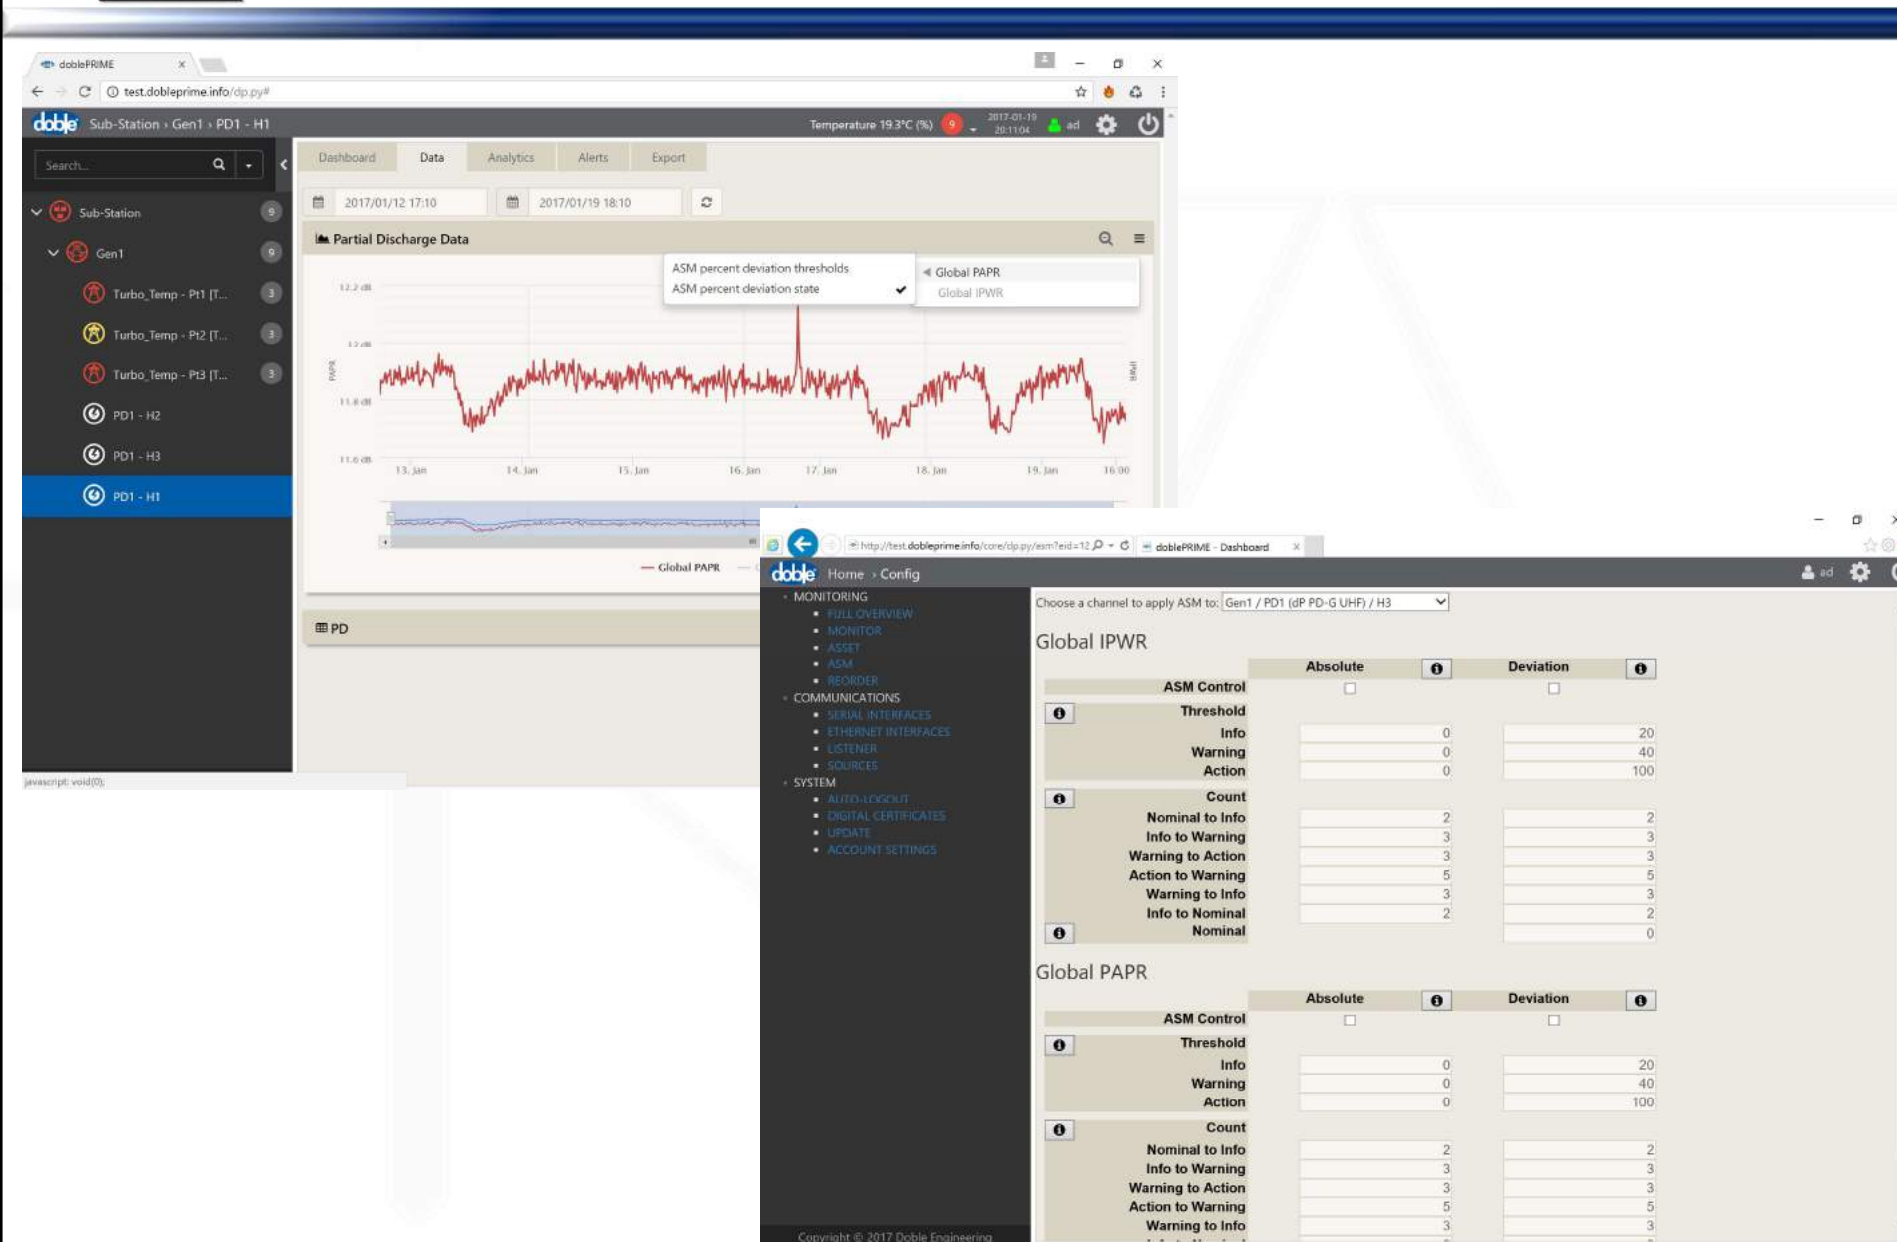 doblePRIME
test.dobleprime.info/dp.py#
doble Sub-Station › Gen1 › PD1 - H1
Temperature 19.3°C (%) 9 2017-01-19 20:11:04 ad
Search...
Dashboard Data Analytics Alerts Export
2017/01/12 17:10 2017/01/19 18:10
Sub-Station 9
Gen1 9
Turbo_Temp - Pt1 [T... 3
Turbo_Temp - Pt2 [T... 3
Turbo_Temp - Pt3 [T... 3
PD1 - H2
PD1 - H3
PD1 - H1
Partial Discharge Data
ASM percent deviation thresholds
ASM percent deviation state
Global PAPR
Global IPWR
12.2 dB
12 dB
11.8 dB
11.6 dB
PAPR
IPWR
13. Jan 14. Jan 15. Jan 16. Jan 17. Jan 18. Jan 19. Jan 16:00
Global PAPR
PD
javascript: void(0);
http://test.dobleprime.info/core/dp.py/asm?eid=12 doblePRIME - Dashboard
doble Home › Config
ad
MONITORING
FULL OVERVIEW
MONITOR
ASSET
ASM
REORDER
COMMUNICATIONS
SERIAL INTERFACES
ETHERNET INTERFACES
LISTENER
SOURCES
SYSTEM
AUTO-LOGOUT
DIGITAL CERTIFICATES
UPDATE
ACCOUNT SETTINGS
Copyright © 2017 Doble Engineering
Choose a channel to apply ASM to: Gen1 / PD1 (dP PD-G UHF) / H3
Global IPWR
Absolute Deviation
ASM Control
Threshold
Info 0 20
Warning 0 40
Action 0 100
Count
Nominal to Info 2 2
Info to Warning 3 3
Warning to Action 3 3
Action to Warning 5 5
Warning to Info 3 3
Info to Nominal 2 2
Nominal 0
Global PAPR
Absolute Deviation
ASM Control
Threshold
Info 0 20
Warning 0 40
Action 0 100
Count
Nominal to Info 2 2
Info to Warning 3 3
Warning to Action 3 3
Action to Warning 5 5
Warning to Info 3 3